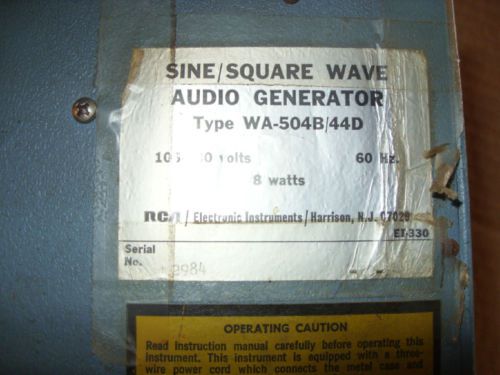 SINE/SQUARE WAVE
AUDIO GENERATOR
Type WA-504B/44D
volts 60 Hz.
8 watts
RCA/Electronic Instruments/Harrison, N.J. 07029
EI-330
Serial
No. 2984
OPERATING CAUTION
Read instruction manual carefully before operating this
instrument. This instrument is equipped with a three-
wire power cord which connects the metal case and